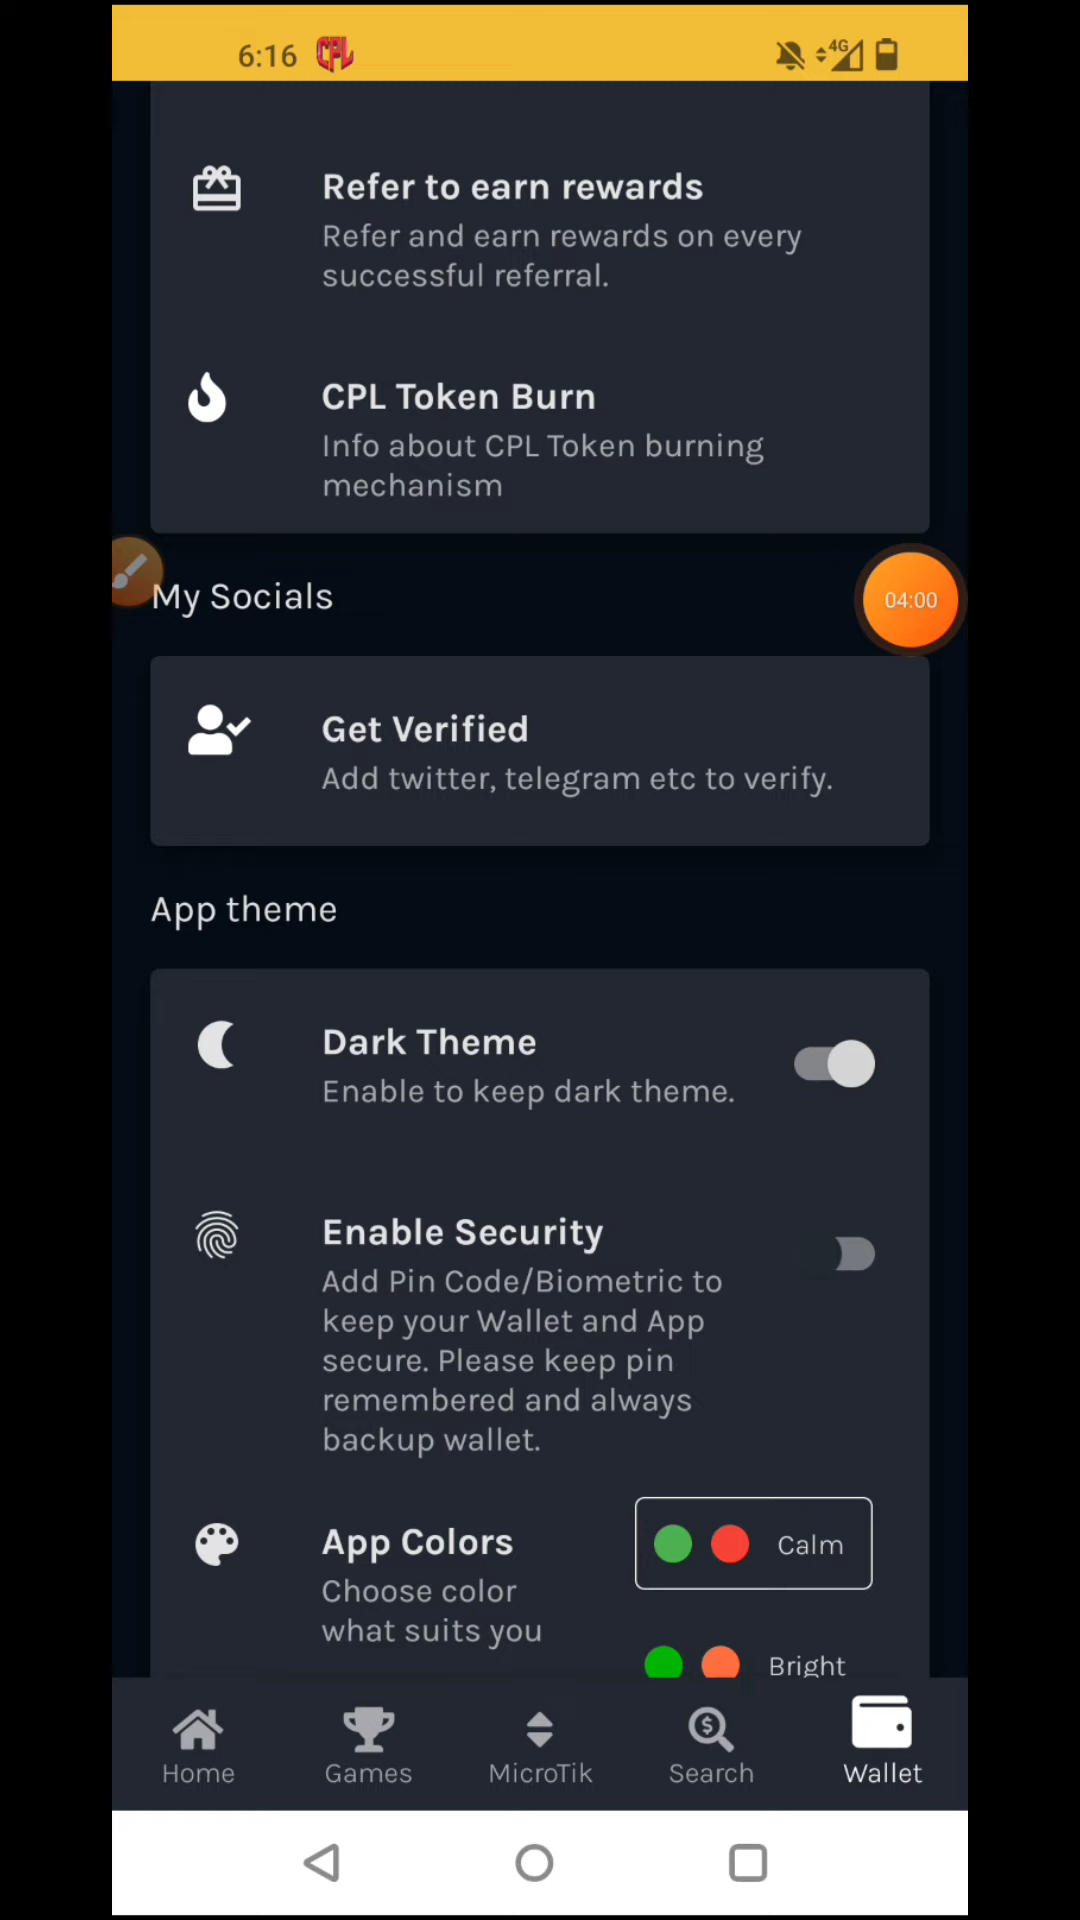 6:16 CPL 4G
Refer to earn rewards
Refer and earn rewards on every
successful referral.
CPL Token Burn
Info about CPL Token burning
mechanism
My Socials
04:00
Get Verified
Add twitter, telegram etc to verify.
App theme
Dark Theme
Enable to keep dark theme.
Enable Security
Add Pin Code/Biometric to
keep your Wallet and App
secure. Please keep pin
remembered and always
backup wallet.
App Colors
Calm
Choose color
what suits you
Bright
Home Games MicroTik Search Wallet